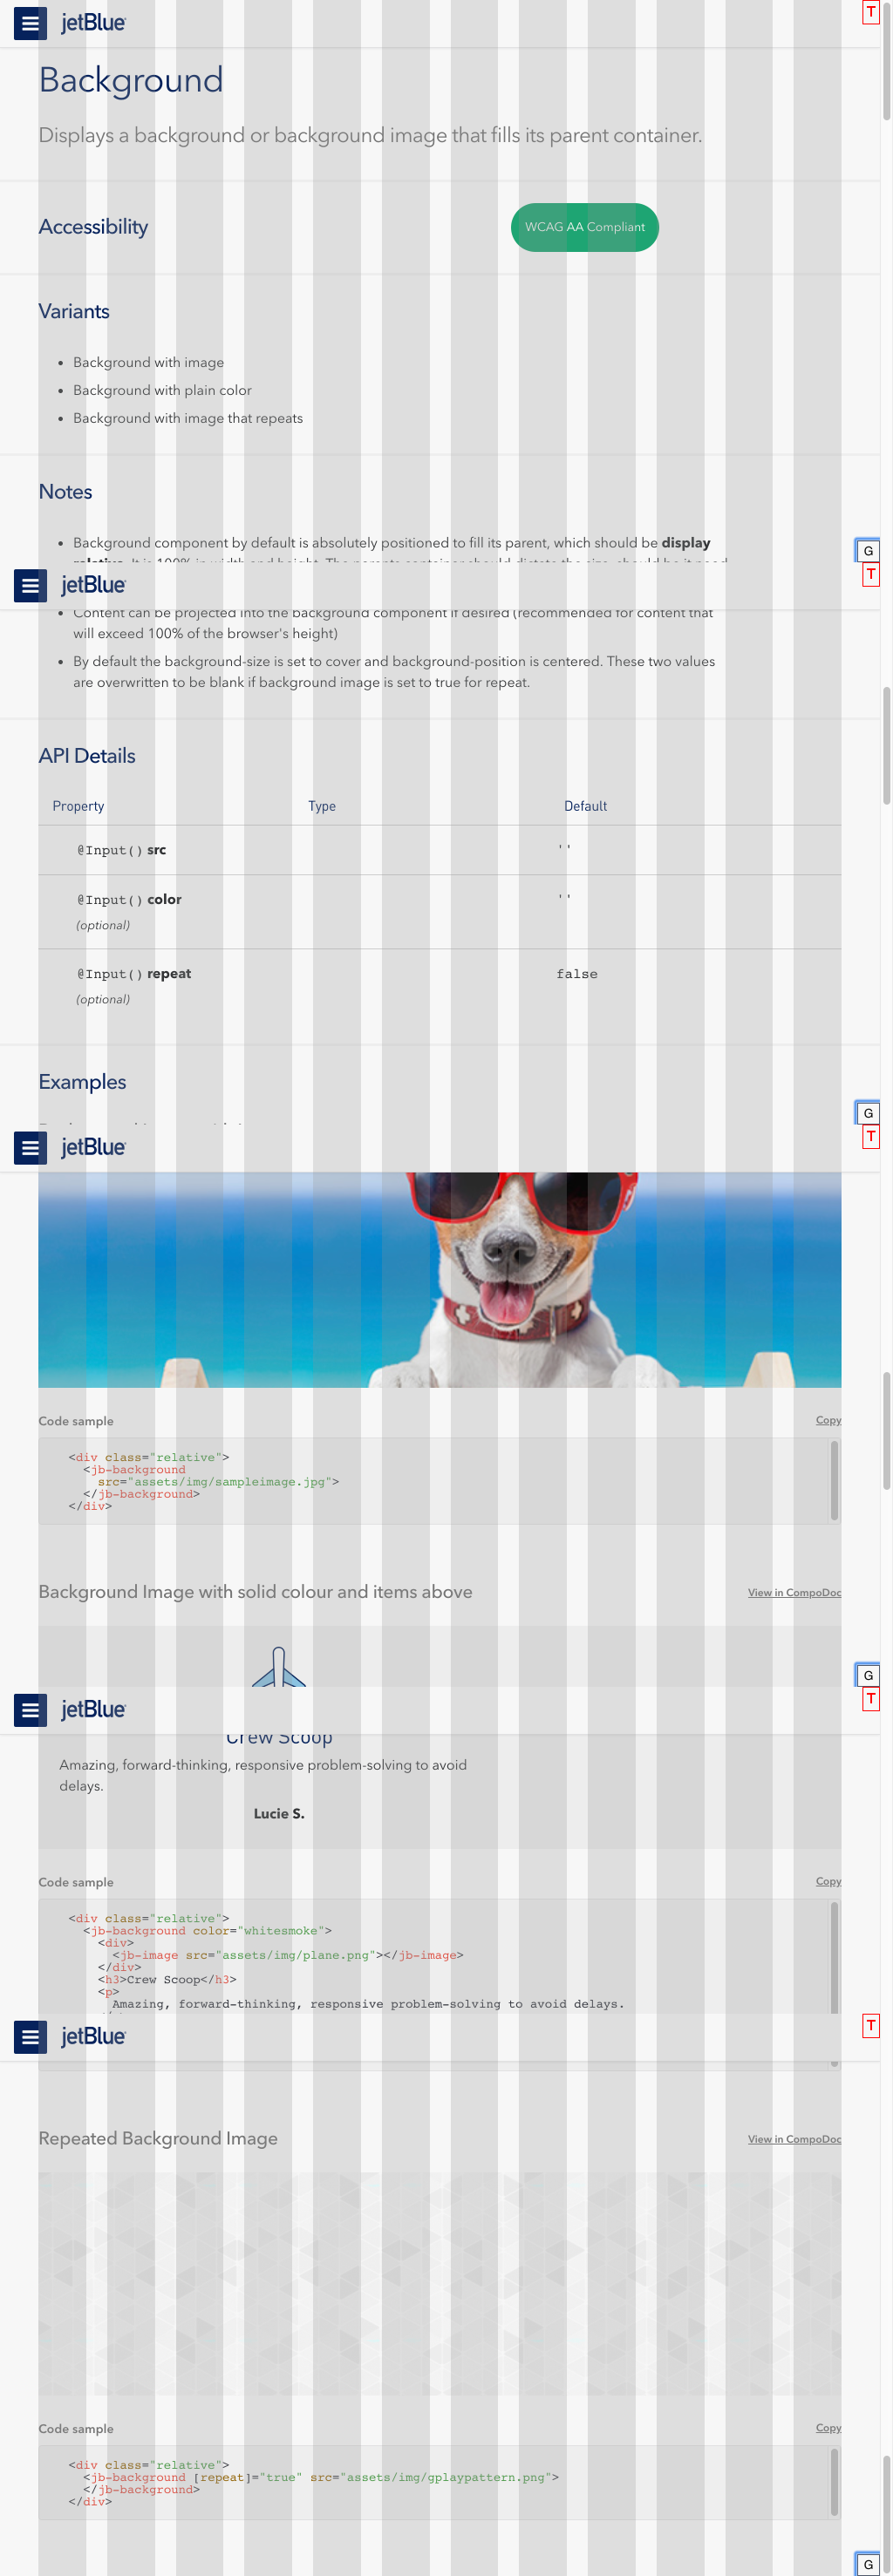 jetBlue
T
Background
Displays a background or background image that fills its parent container.
Accessibility
WCAG AA Compliant
Variants
• Background with image
• Background with plain color
• Background with image that repeats
Notes
• Background component by default is absolutely positioned to fill its parent, which should be display
G
jetBlue
T
• Content can be projected into the background component if desired (recommended for content that
will exceed 100% of the browser's height)
• By default the background-size is set to cover and background-position is centered. These two values
are overwritten to be blank if background image is set to true for repeat.
API Details
Property Type Default
@Input() src ''
@Input() color ''
(optional)
@Input() repeat false
(optional)
Examples
G
jetBlue
T
Code sample Copy
<div class="relative">
<jb-background
src="assets/img/sampleimage.jpg">
</jb-background>
</div>
Background Image with solid colour and items above View in CompoDoc
G
jetBlue
T
Crew Scoop
Amazing, forward-thinking, responsive problem-solving to avoid
delays.
Lucie S.
Code sample Copy
<div class="relative">
<jb-background color="whitesmoke">
<div>
<jb-image src="assets/img/plane.png"></jb-image>
</div>
<h3>Crew Scoop</h3>
<p>
Amazing, forward-thinking, responsive problem-solving to avoid delays.
jetBlue
T
Repeated Background Image View in CompoDoc
Code sample Copy
<div class="relative">
<jb-background [repeat]="true" src="assets/img/gplaypattern.png">
</jb-background>
</div>
G